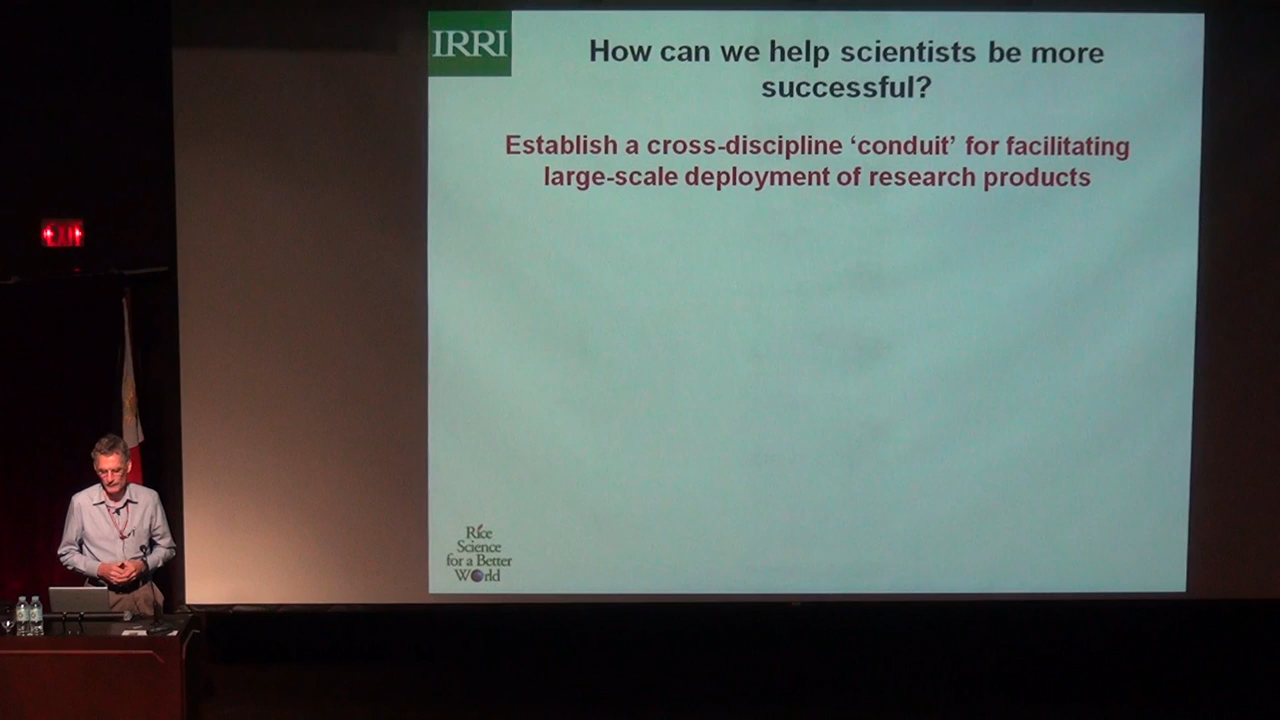 IRRI
How can we help scientists be more
successful?
Establish a cross-discipline ‘conduit’ for facilitating
large-scale deployment of research products
EXIT
Rice
Science
for a Better
World